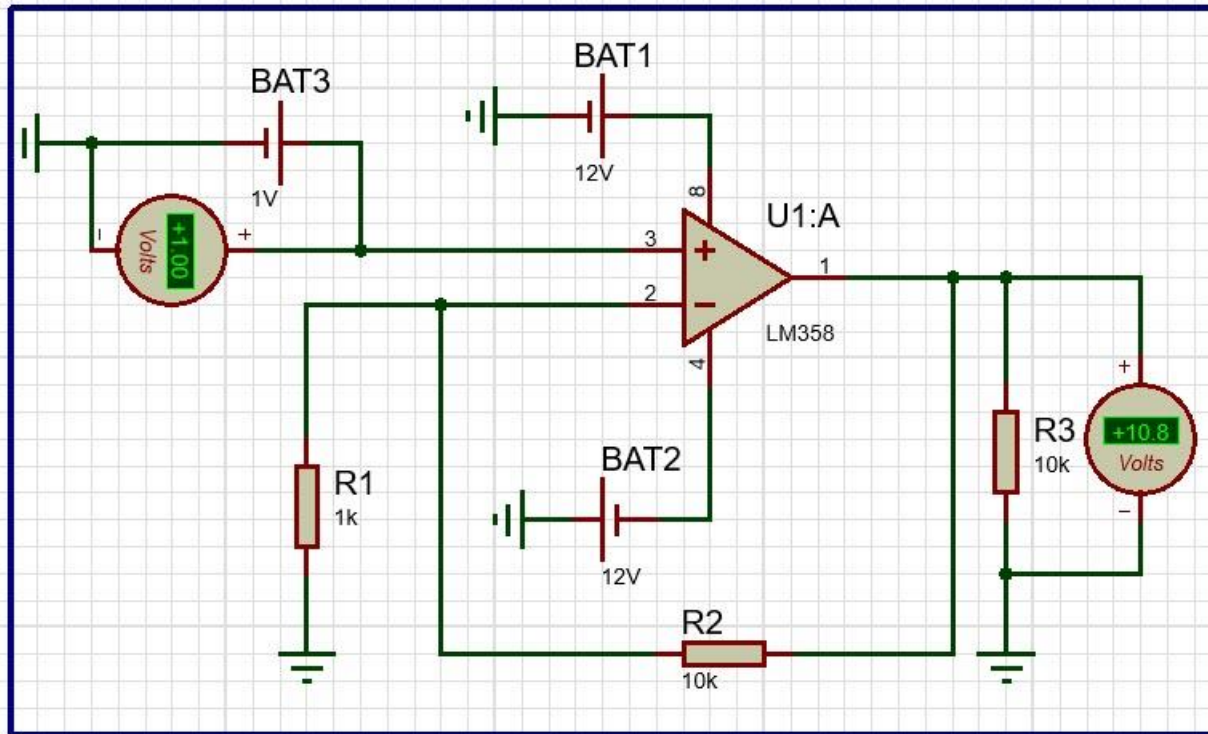 BAT1
BAT3
12V
1V
8
U1:A
+1.00
Volts
+
-
3
+
1
2
-
LM358
4
+
R3
+10.8
10k
Volts
BAT2
R1
1k
-
12V
R2
10k